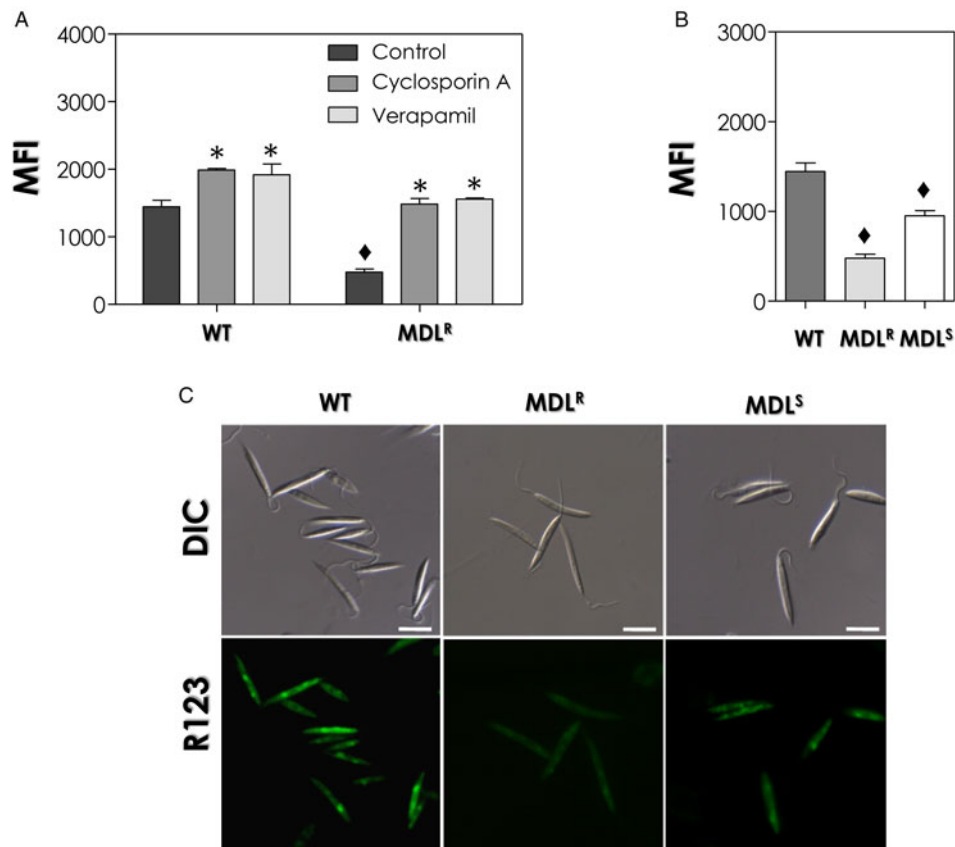 A
4000
3000
2000
1000
0
MFI
Control
Cyclosporin A
Verapamil
* *
* *
♦
WT MDLᴿ
B
3000
2000
1000
0
MFI
♦ ♦
WT MDLᴿ MDLˢ
C
WT MDLᴿ MDLˢ
DIC
R123